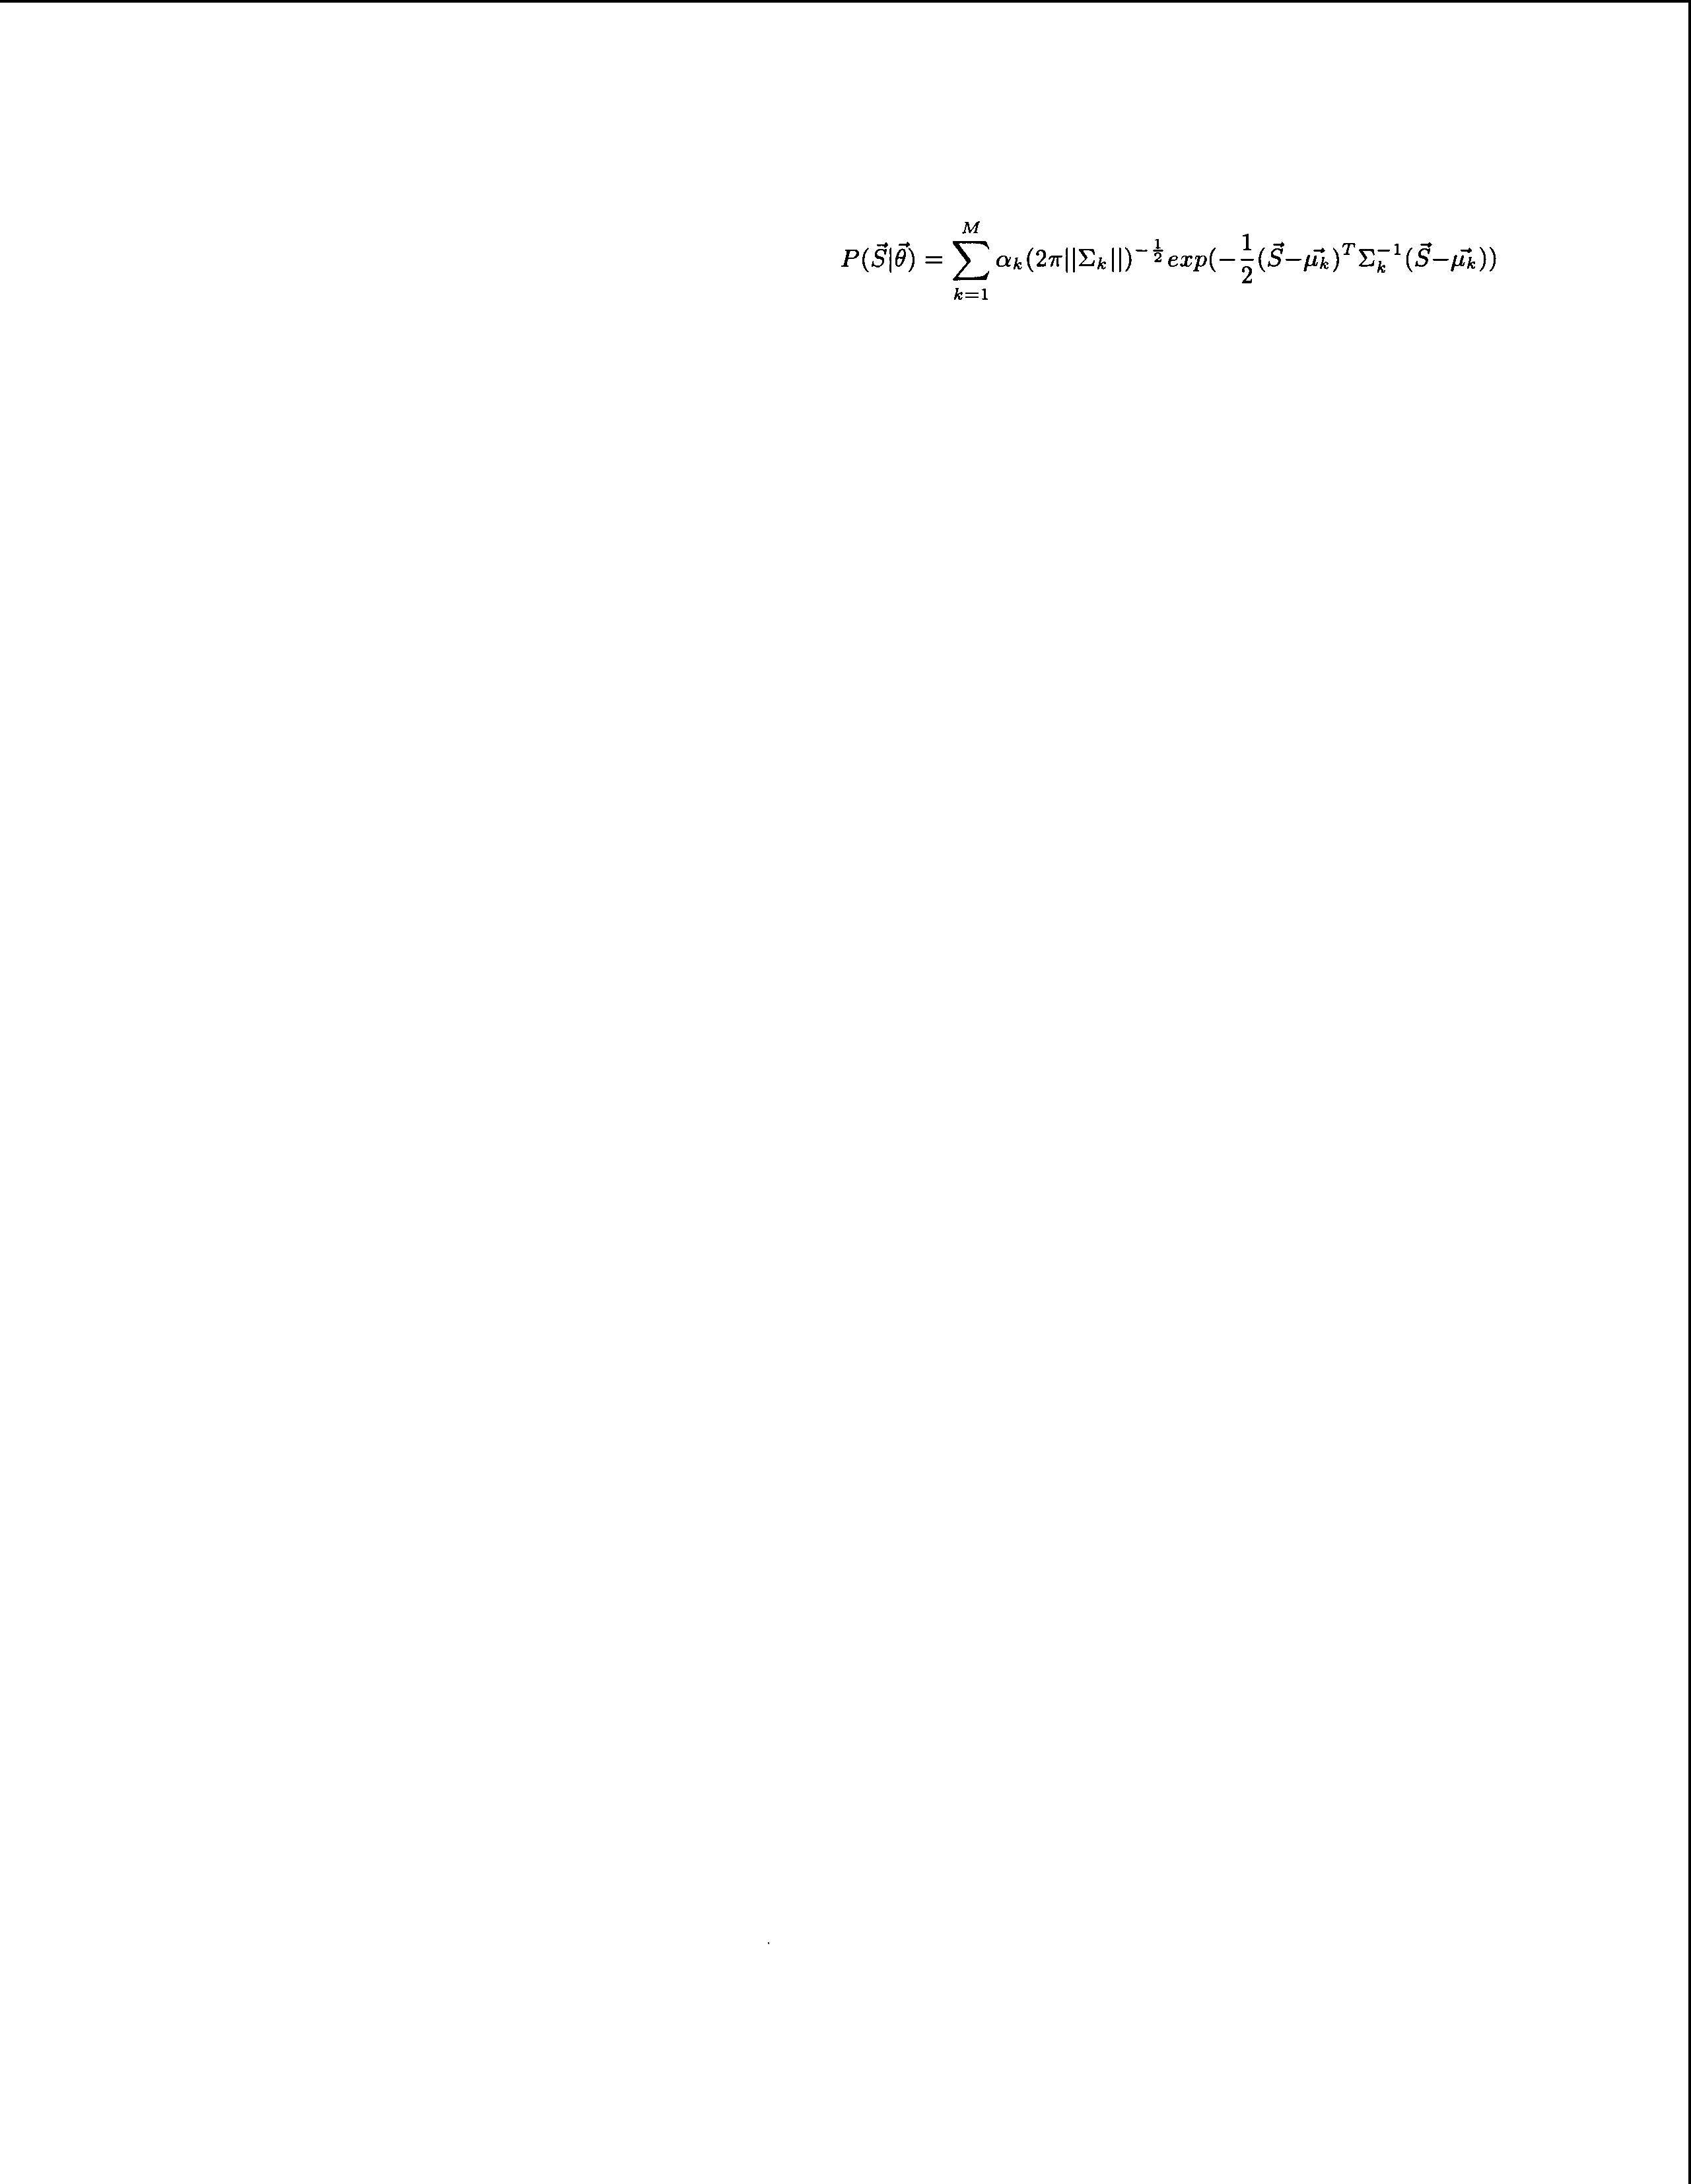 $P(\vec{S}|\vec{\theta}) = \sum_{k=1}^{M} \alpha_k (2\pi||\Sigma_k||)^{-\frac{1}{2}} exp(-\frac{1}{2}(\vec{S}-\vec{\mu_k})^T \Sigma_k^{-1}(\vec{S}-\vec{\mu_k}))$